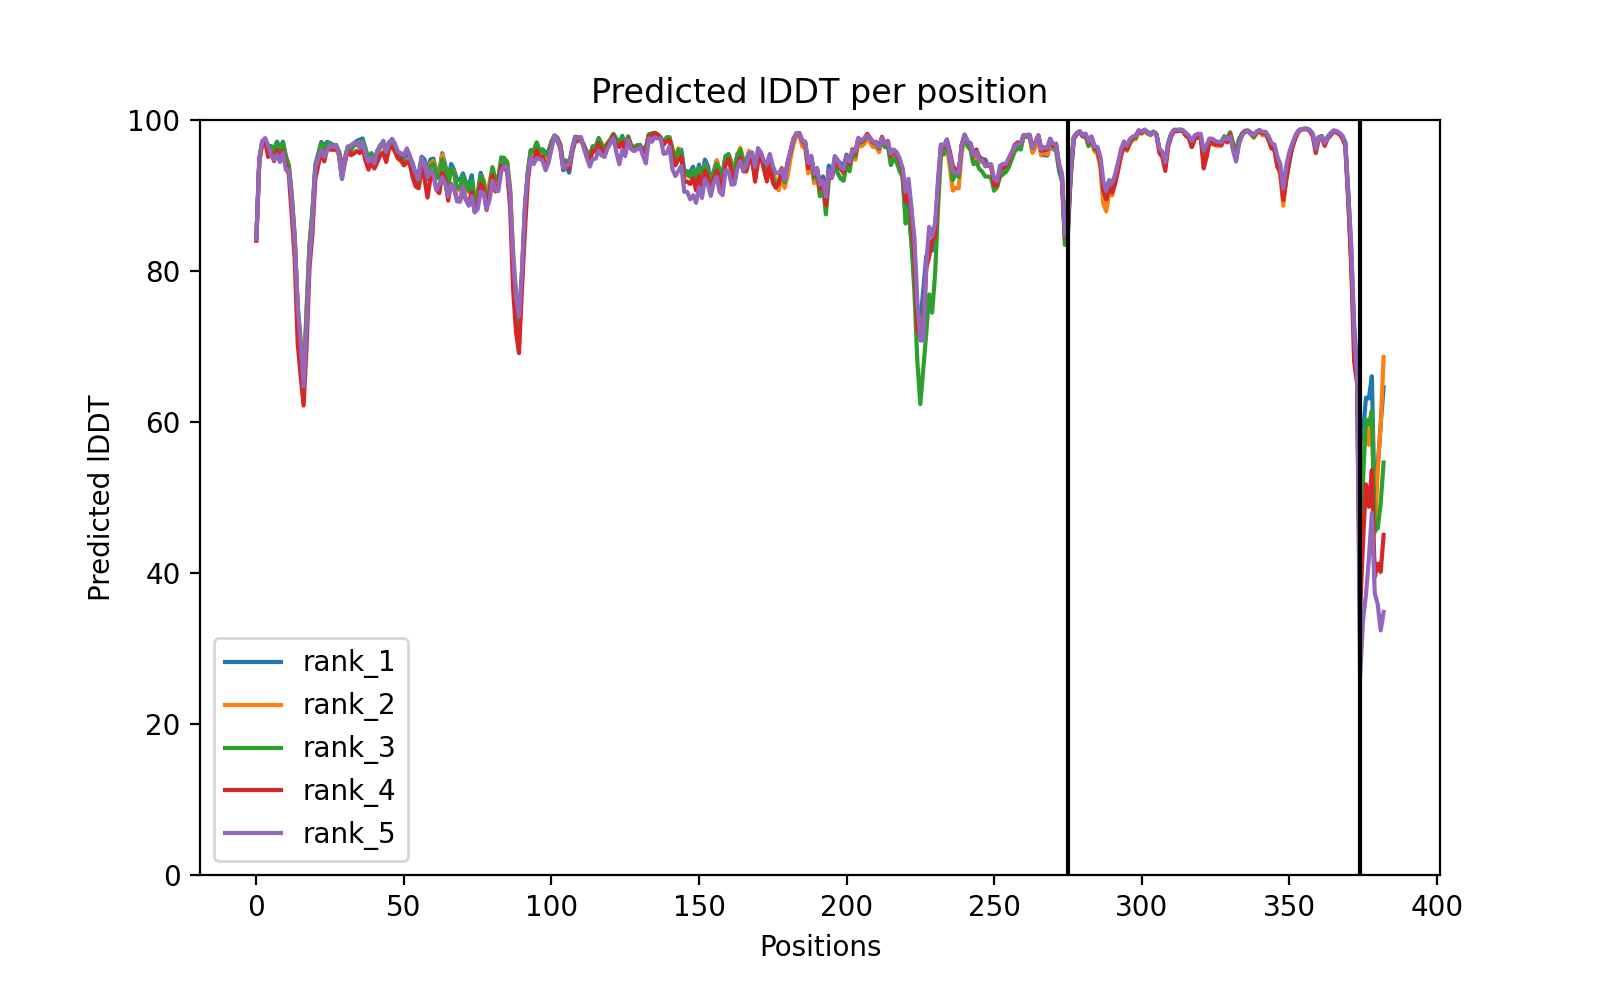 Predicted lDDT per position
100
80
60
40
20
0
Predicted lDDT
rank_1
rank_2
rank_3
rank_4
rank_5
0 50 100 150 200 250 300 350 400
Positions